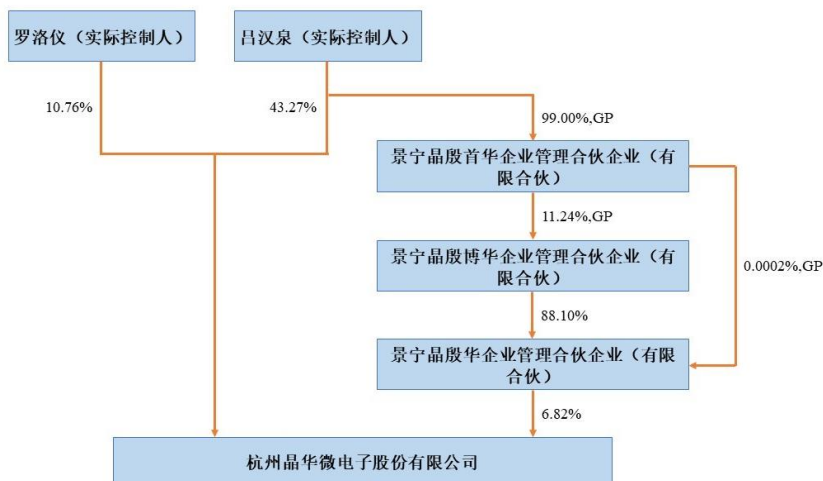 罗洛仪（实际控制人）
吕汉泉（实际控制人）
10.76%
43.27%
99.00%,GP
景宁晶殷首华企业管理合伙企业（有
限合伙）
11.24%,GP
景宁晶殷博华企业管理合伙企业（有
限合伙）
0.0002%,GP
88.10%
景宁晶殷华企业管理合伙企业（有限
合伙）
6.82%
杭州晶华微电子股份有限公司